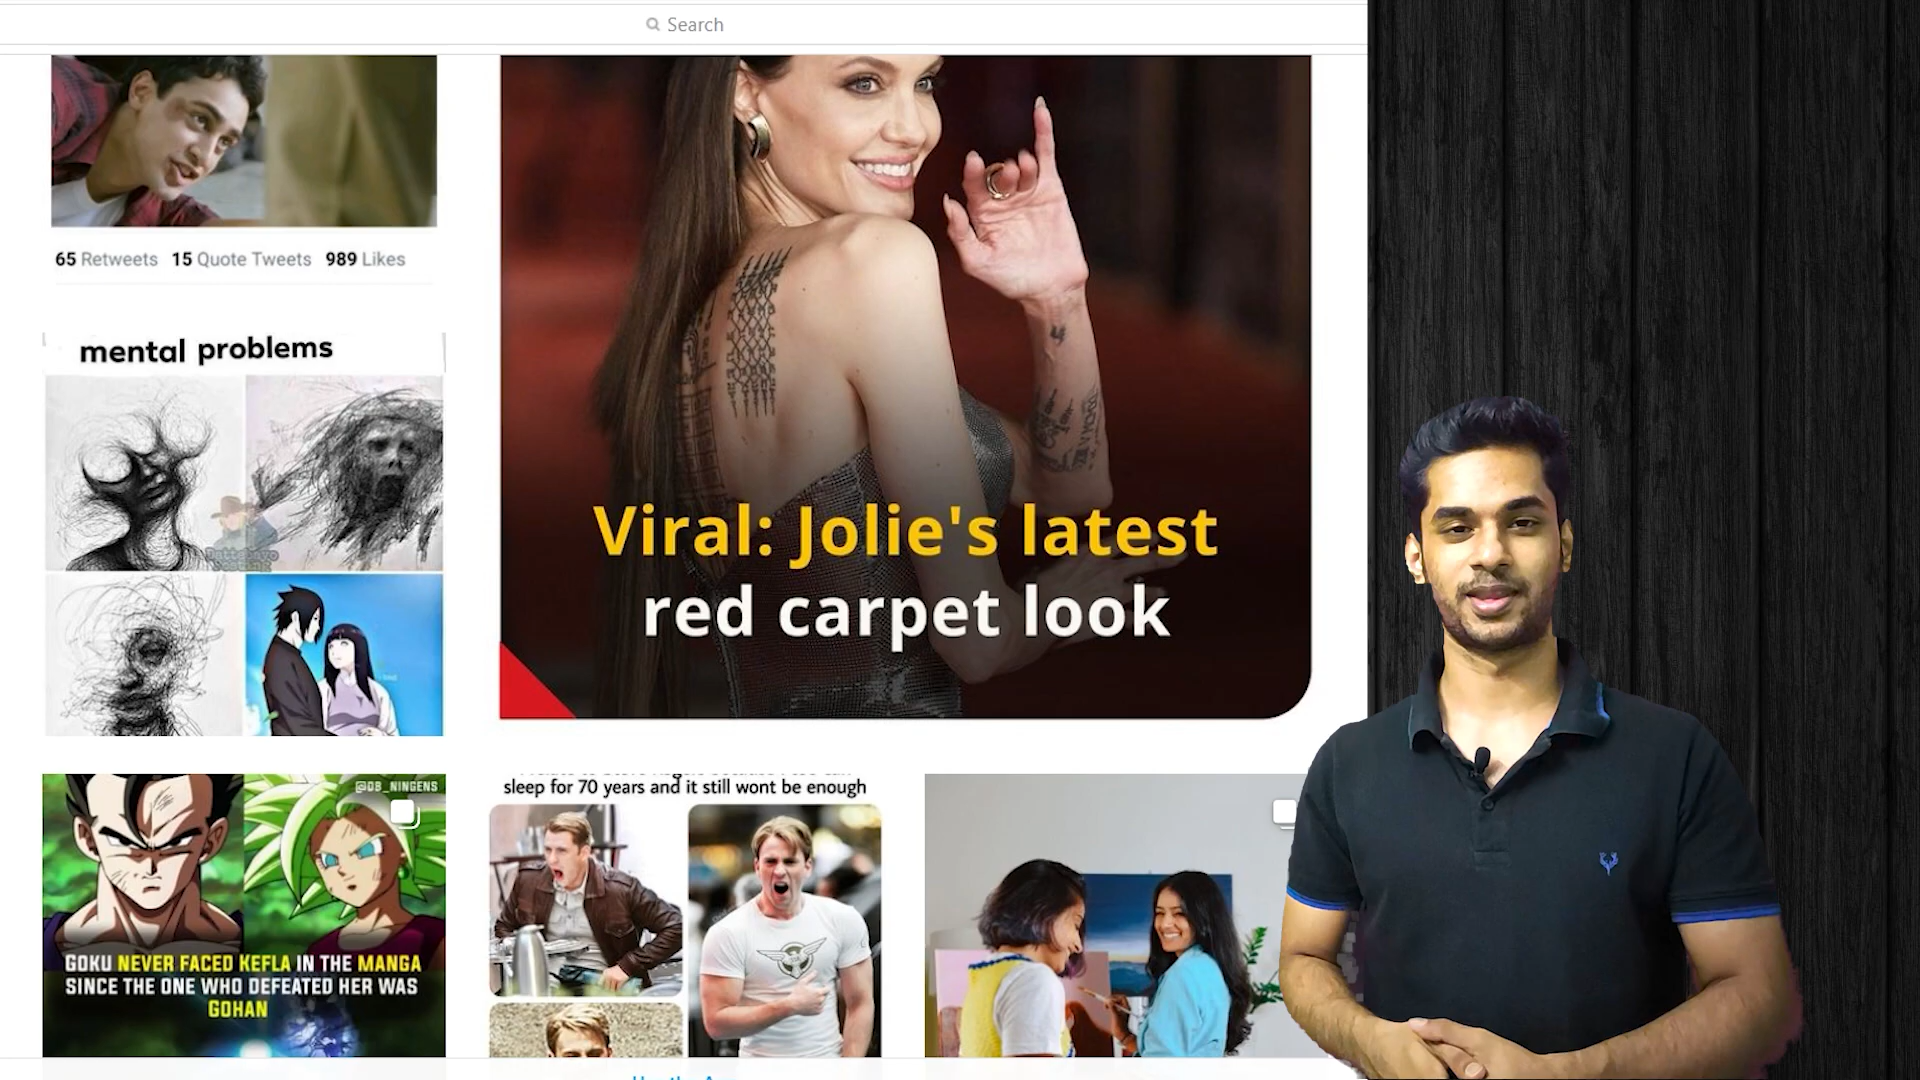 Search
65 Retweets 15 Quote Tweets 989 Likes
mental problems
Viral: Jolie's latest
red carpet look
@DB_NINGENS
GOKU NEVER FACED KEFLA IN THE MANGA
SINCE THE ONE WHO DEFEATED HER WAS
GOHAN
sleep for 70 years and it still wont be enough